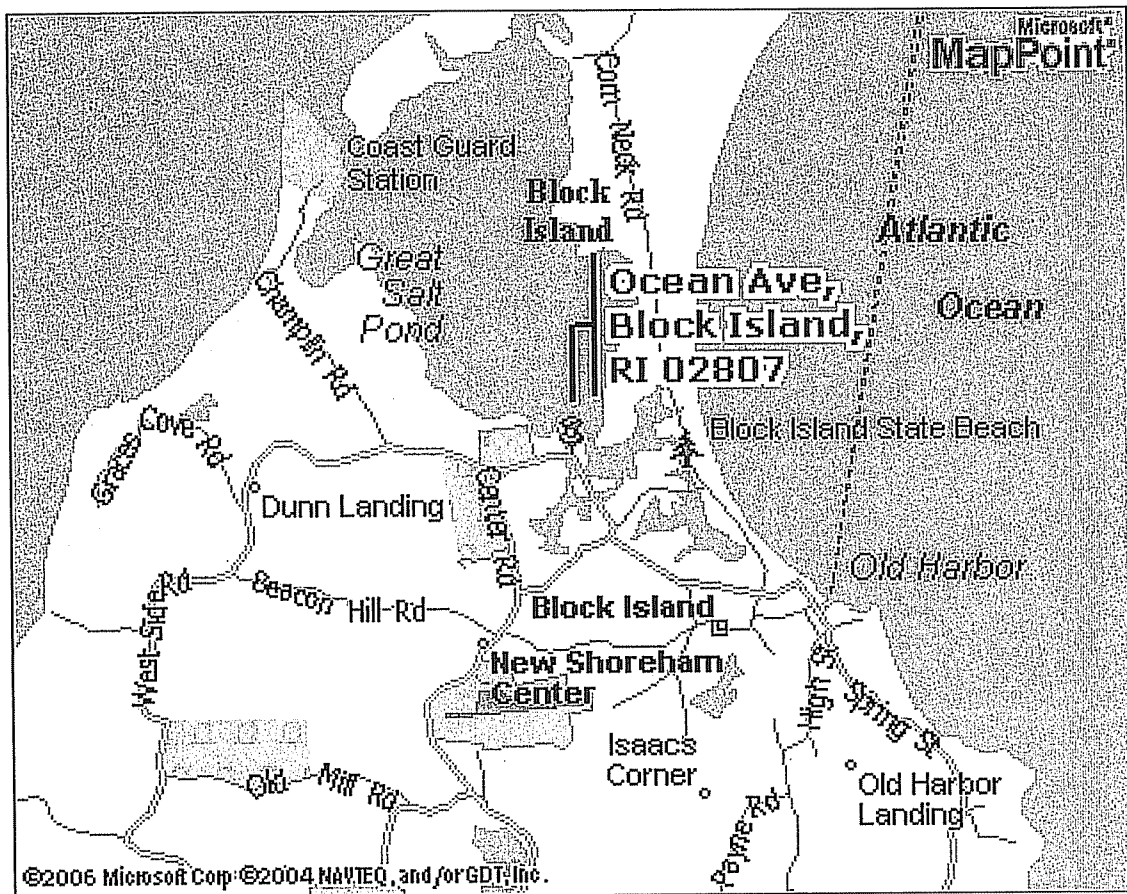 Microsoft®
MapPoint®
Conn-Neck-Rd
Coast Guard
Station
Block
Island
Atlantic
Ocean
Great
Salt
Pond
Champlin Rd
Ocean Ave,
Block Island,
RI 02807
Graces Cove-Rd
Block Island State Beach
Center Rd
Dunn Landing
Old Harbor
West-Side Rd
Beacon Hill-Rd
Block Island
New Shoreham
Center
High St
Spring St
Isaacs
Corner
Old Mill Rd
Old Harbor
Landing
Payne Rd
©2006 Microsoft Corp ©2004 NAVTEQ, and/or GDT, Inc.